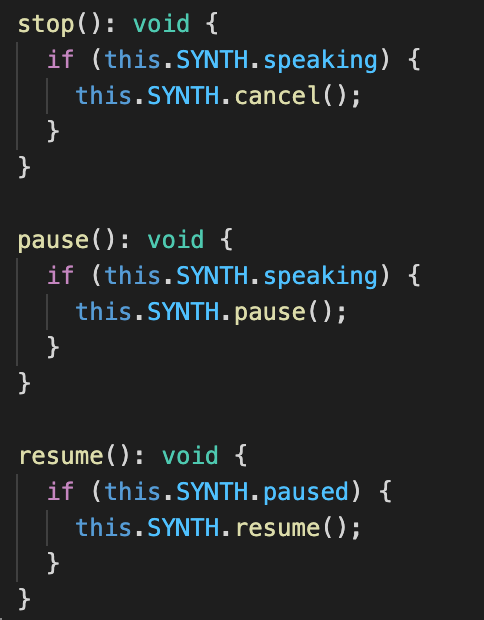 stop(): void {
  if (this.SYNTH.speaking) {
    this.SYNTH.cancel();
  }
}

pause(): void {
  if (this.SYNTH.speaking) {
    this.SYNTH.pause();
  }
}

resume(): void {
  if (this.SYNTH.paused) {
    this.SYNTH.resume();
  }
}